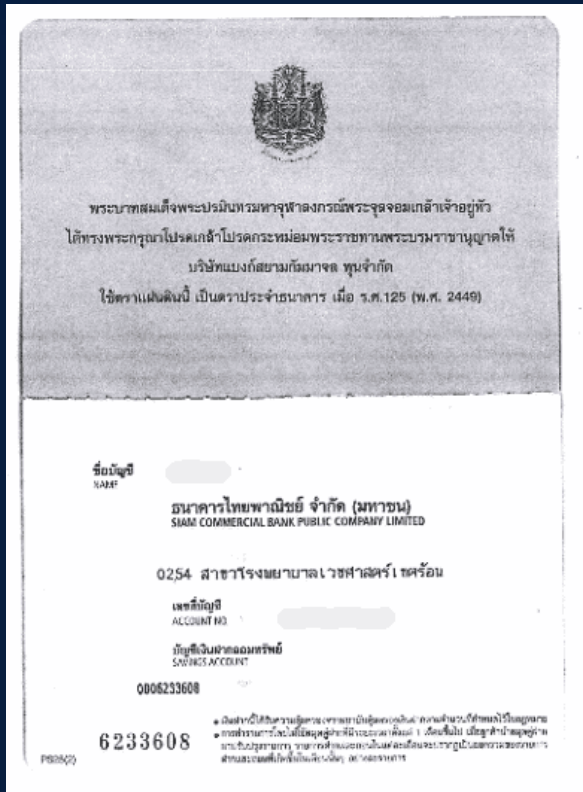 พระบาทสมเด็จพระปรมินทรมหาจุฬาลงกรณ์พระจุลจอมเกล้าเจ้าอยู่หัว
ได้ทรงพระกรุณาโปรดเกล้าโปรดกระหม่อมพระราชทานพระบรมราชานุญาตให้
บริษัทแบงก์สยามกัมมาจล ทุนจำกัด
ใช้ตราแผ่นดินนี้ เป็นตราประจำธนาคาร เมื่อ ร.ศ.125 (พ.ศ. 2449)
ชื่อบัญชี
NAME
ธนาคารไทยพาณิชย์ จำกัด (มหาชน)
SIAM COMMERCIAL BANK PUBLIC COMPANY LIMITED
0254 สาขาโรงพยาบาลเวชศาสตร์เขตร้อน
เลขที่บัญชี
ACCOUNT NO
บัญชีเงินฝากออมทรัพย์
SAVINGS ACCOUNT
0D06233608
6233608